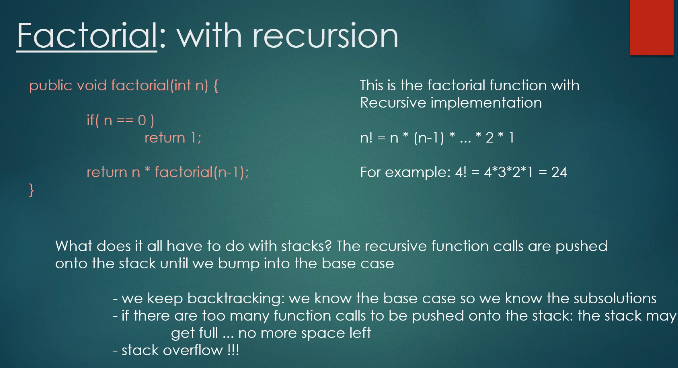 Factorial: with recursion
public void factorial(int n) {
if( n == 0 )
return 1;
return n * factorial(n-1);
}
This is the factorial function with
Recursive implementation
n! = n * (n-1) * ... * 2 * 1
For example: 4! = 4*3*2*1 = 24
What does it all have to do with stacks? The recursive function calls are pushed
onto the stack until we bump into the base case
- we keep backtracking: we know the base case so we know the subsolutions
- if there are too many function calls to be pushed onto the stack: the stack may
get full ... no more space left
- stack overflow !!!